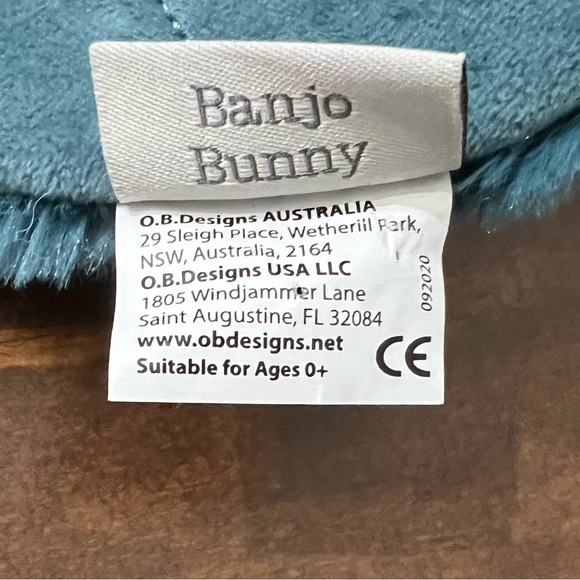 Banjo
Bunny
O.B.Designs AUSTRALIA
29 Sleigh Place, Wetherill Park,
NSW, Australia, 2164
O.B.Designs USA LLC
1805 Windjammer Lane
Saint Augustine, FL 32084
www.obdesigns.net
Suitable for Ages 0+
CE
092020